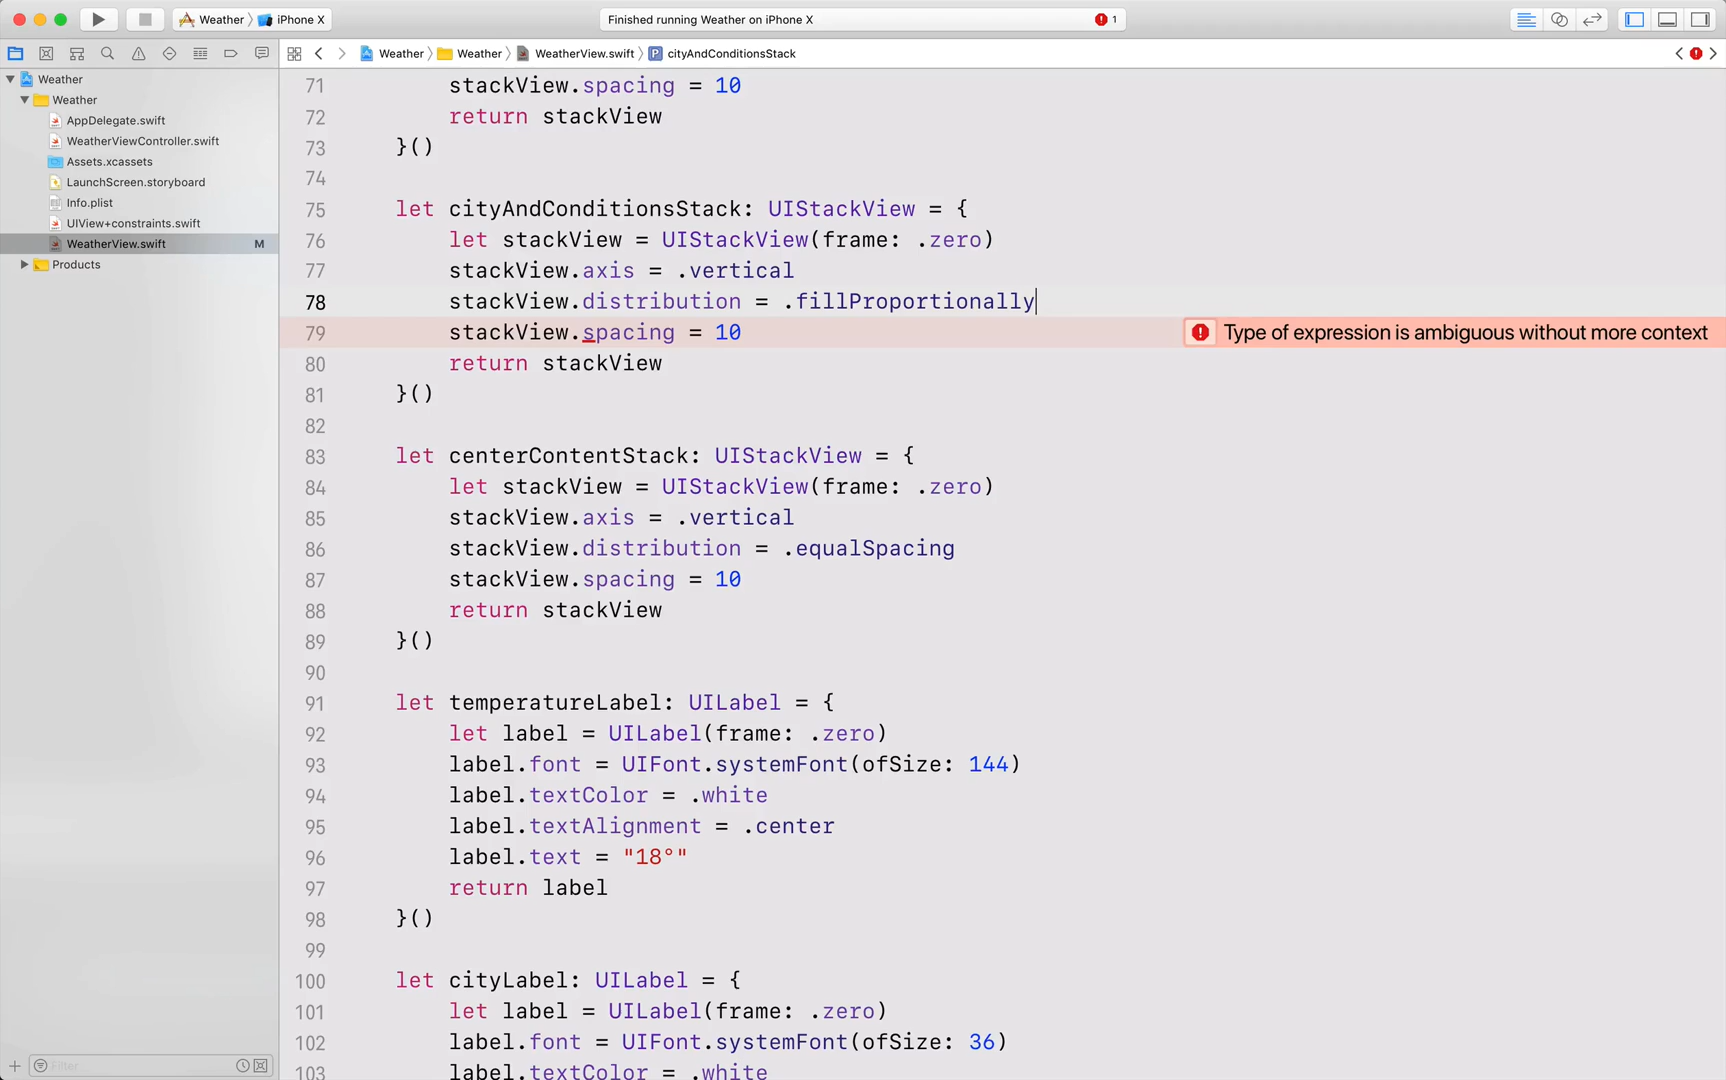 Weather
iPhone X
Finished running Weather on iPhone X
1
Weather
Weather
WeatherView.swift
P
cityAndConditionsStack
Weather
Weather
AppDelegate.swift
WeatherViewController.swift
Assets.xcassets
LaunchScreen.storyboard
Info.plist
UIView+constraints.swift
WeatherView.swift M
Products
71 stackView.spacing = 10
72 return stackView
73 }()
74
75 let cityAndConditionsStack: UIStackView = {
76 let stackView = UIStackView(frame: .zero)
77 stackView.axis = .vertical
78 stackView.distribution = .fillProportionally
79 stackView.spacing = 10 Type of expression is ambiguous without more context
80 return stackView
81 }()
82
83 let centerContentStack: UIStackView = {
84 let stackView = UIStackView(frame: .zero)
85 stackView.axis = .vertical
86 stackView.distribution = .equalSpacing
87 stackView.spacing = 10
88 return stackView
89 }()
90
91 let temperatureLabel: UILabel = {
92 let label = UILabel(frame: .zero)
93 label.font = UIFont.systemFont(ofSize: 144)
94 label.textColor = .white
95 label.textAlignment = .center
96 label.text = "18°"
97 return label
98 }()
99
100 let cityLabel: UILabel = {
101 let label = UILabel(frame: .zero)
102 label.font = UIFont.systemFont(ofSize: 36)
103 label.textColor = .white
Filter